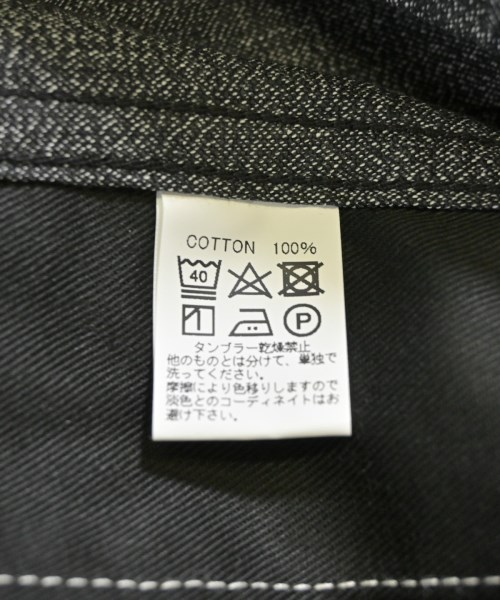 COTTON 100%
40
P
タンブラー乾燥禁止
他のものとは分けて、単独で
洗ってください。
摩擦により色移りしますので
淡色とのコーディネイトはお
避け下さい。